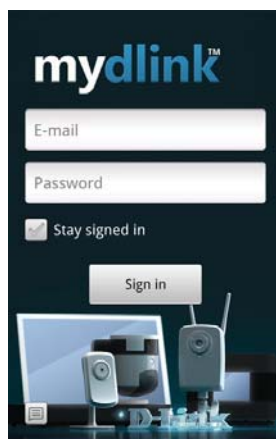 mydlink™
E-mail
Password
Stay signed in
Sign in
D-Link